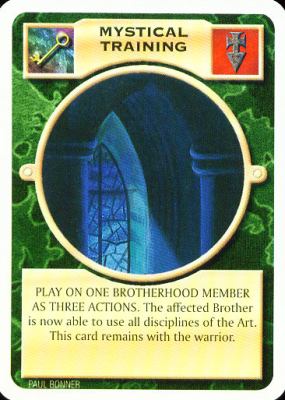 MYSTICAL
TRAINING
PLAY ON ONE BROTHERHOOD MEMBER
AS THREE ACTIONS. The affected Brother
is now able to use all disciplines of the Art.
This card remains with the warrior.
PAUL BONNER